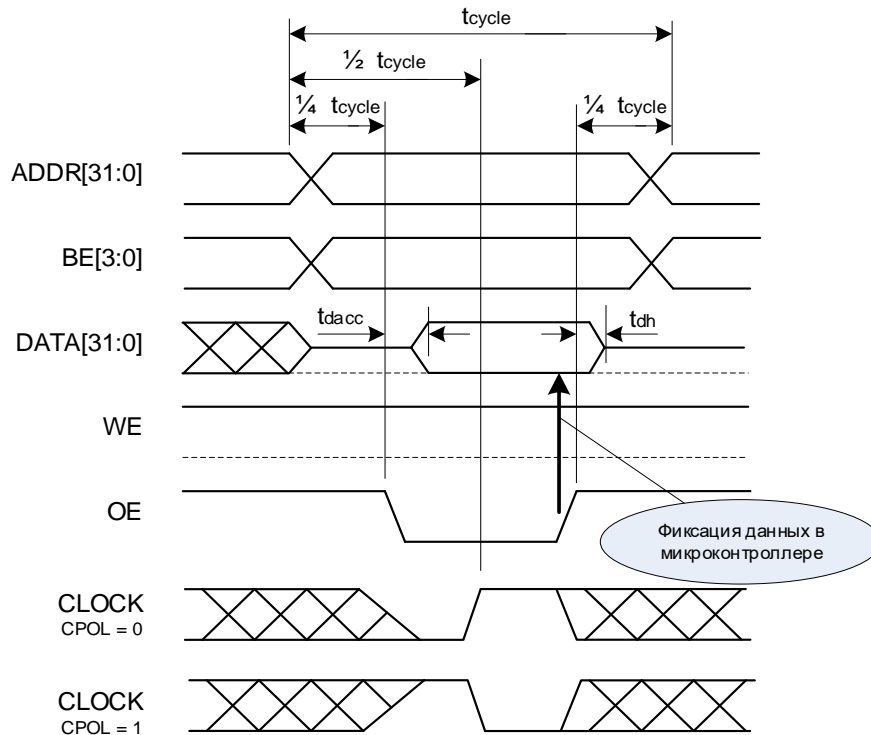 tcycle
½ tcycle
¼ tcycle
¼ tcycle
ADDR[31:0]
BE[3:0]
tdacc
tdh
DATA[31:0]
WE
OE
Фиксация данных в
микроконтроллере
CLOCK
CPOL = 0
CLOCK
CPOL = 1